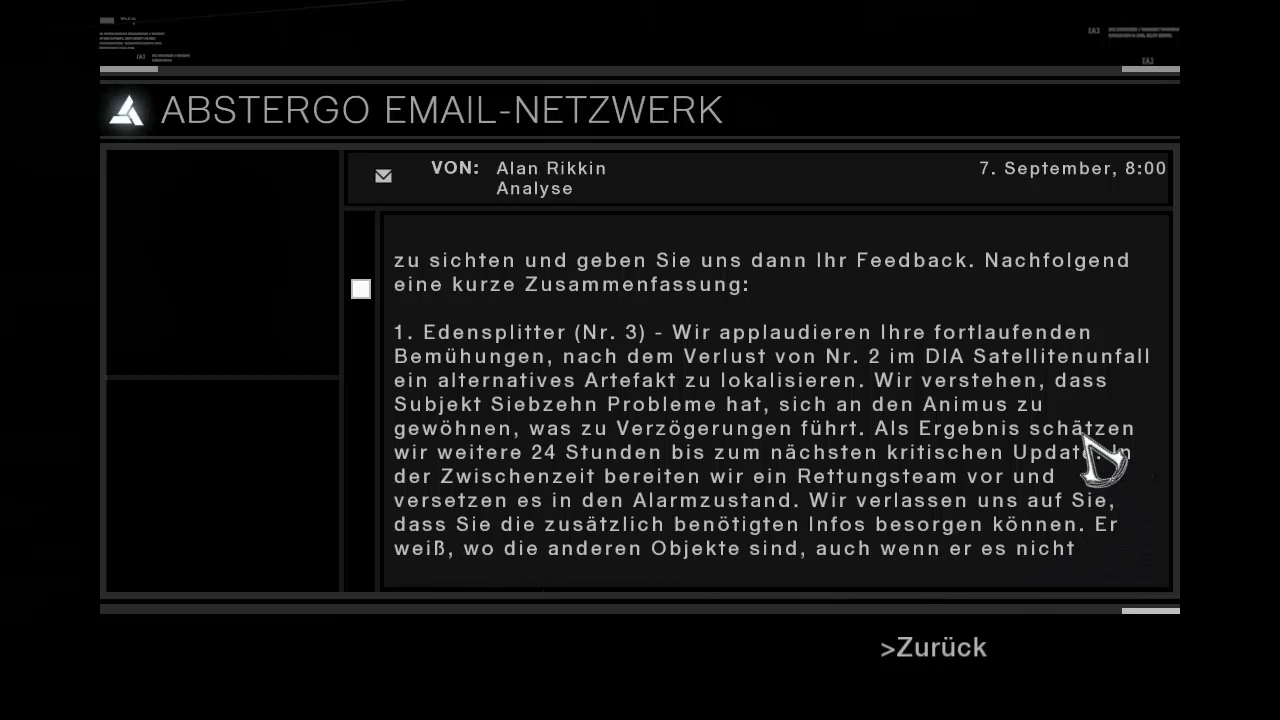 ABSTERGO EMAIL-NETZWERK
VON: Alan Rikkin 7. September, 8:00
Analyse
zu sichten und geben Sie uns dann Ihr Feedback. Nachfolgend
eine kurze Zusammenfassung:
1. Edensplitter (Nr. 3) - Wir applaudieren Ihre fortlaufenden
Bemühungen, nach dem Verlust von Nr. 2 im DIA Satellitenunfall
ein alternatives Artefakt zu lokalisieren. Wir verstehen, dass
Subjekt Siebzehn Probleme hat, sich an den Animus zu
gewöhnen, was zu Verzögerungen führt. Als Ergebnis schätzen
wir weitere 24 Stunden bis zum nächsten kritischen Update. In
der Zwischenzeit bereiten wir ein Rettungsteam vor und
versetzen es in den Alarmzustand. Wir verlassen uns auf Sie,
dass Sie die zusätzlich benötigten Infos besorgen können. Er
weiß, wo die anderen Objekte sind, auch wenn er es nicht
>Zurück